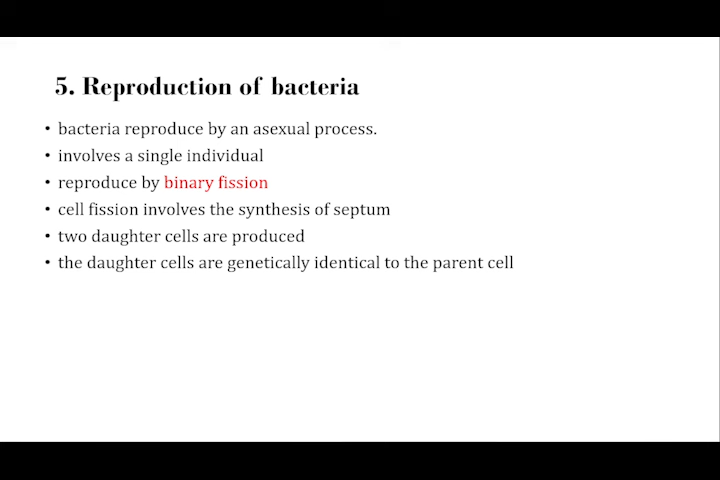 5. Reproduction of bacteria
• bacteria reproduce by an asexual process.
• involves a single individual
• reproduce by binary fission
• cell fission involves the synthesis of septum
• two daughter cells are produced
• the daughter cells are genetically identical to the parent cell